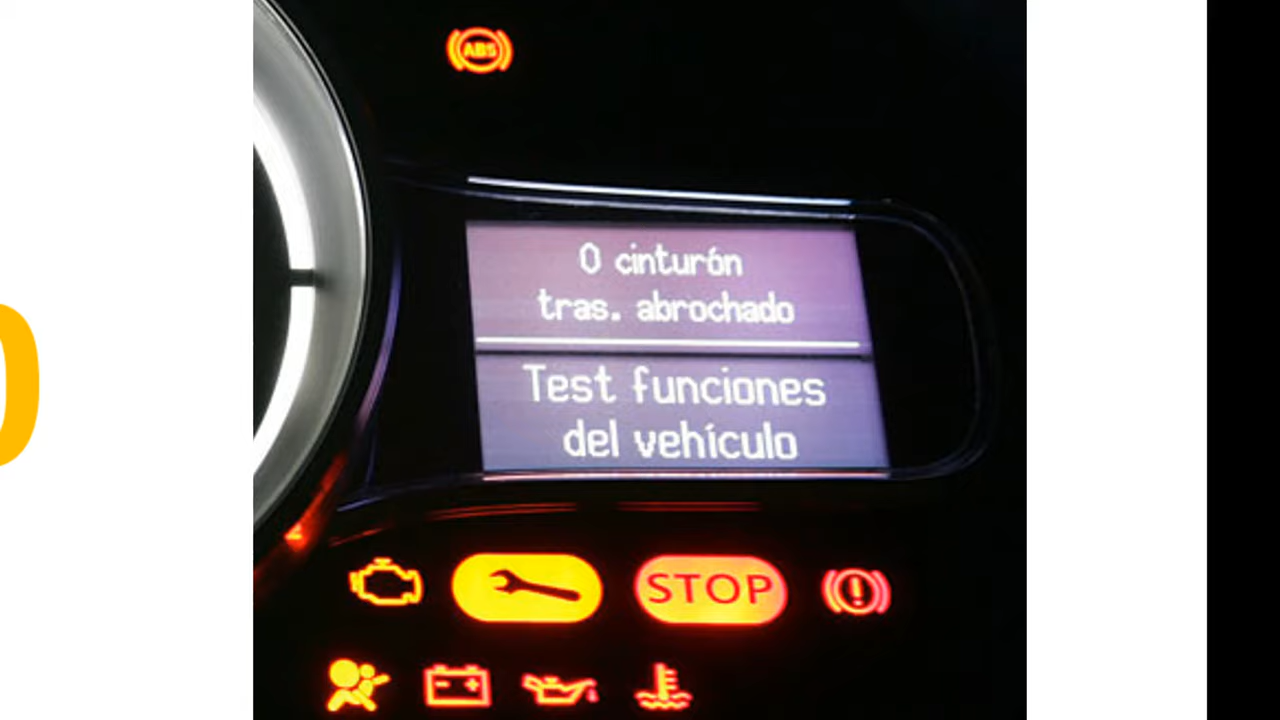 ABS
0 cinturón
tras. abrochado
Test funciones
del vehículo
STOP